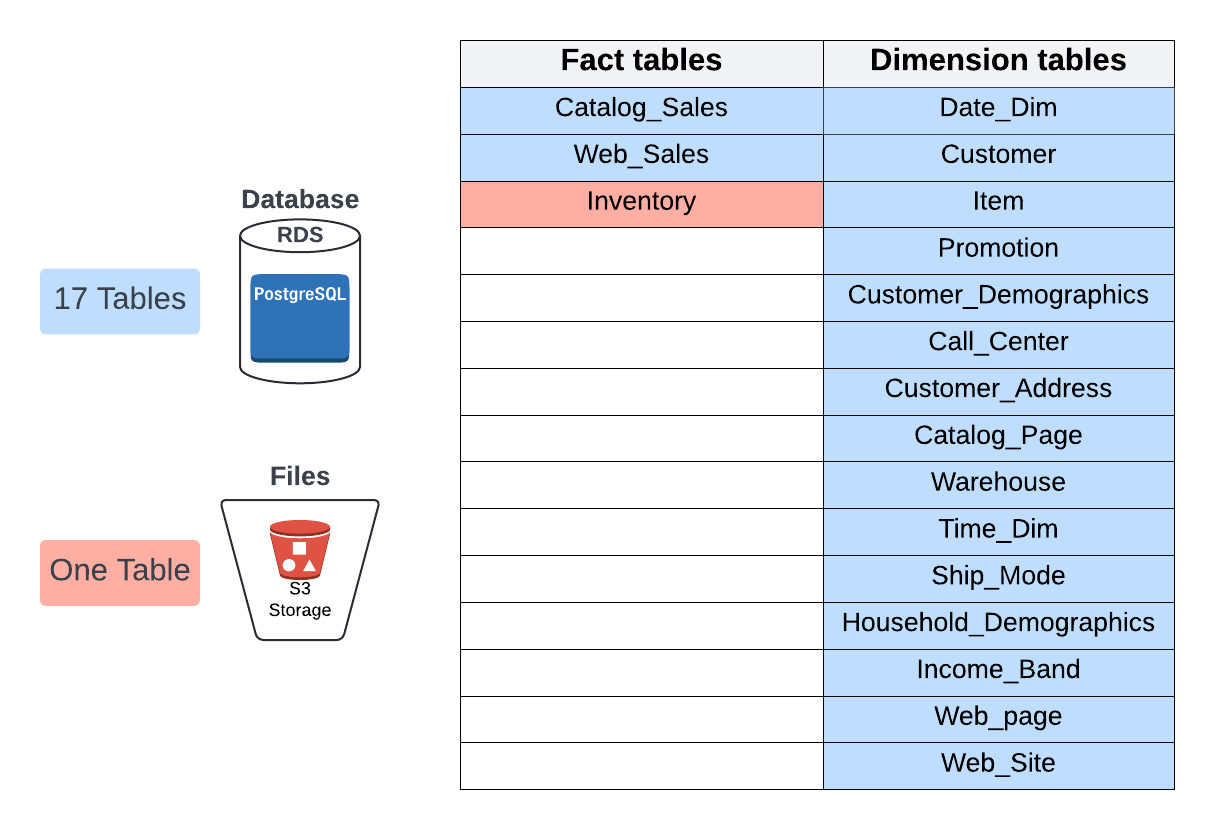 Fact tables
Dimension tables
Catalog_Sales
Date_Dim
Web_Sales
Customer
Inventory
Item
Promotion
Customer_Demographics
Call_Center
Customer_Address
Catalog_Page
Warehouse
Time_Dim
Ship_Mode
Household_Demographics
Income_Band
Web_page
Web_Site
Database
RDS
PostgreSQL
17 Tables
Files
S3
Storage
One Table